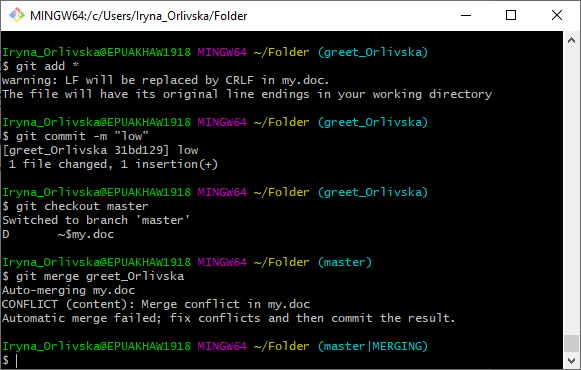 MINGW64:/c/Users/Iryna_Orlivska/Folder
Iryna_Orlivska@EPUAKHAW1918 MINGW64 ~/Folder (greet_Orlivska)
$ git add *
warning: LF will be replaced by CRLF in my.doc.
The file will have its original line endings in your working directory
Iryna_Orlivska@EPUAKHAW1918 MINGW64 ~/Folder (greet_Orlivska)
$ git commit -m "low"
[greet_Orlivska 31bd129] low
 1 file changed, 1 insertion(+)
Iryna_Orlivska@EPUAKHAW1918 MINGW64 ~/Folder (greet_Orlivska)
$ git checkout master
Switched to branch 'master'
D       ~$my.doc
Iryna_Orlivska@EPUAKHAW1918 MINGW64 ~/Folder (master)
$ git merge greet_Orlivska
Auto-merging my.doc
CONFLICT (content): Merge conflict in my.doc
Automatic merge failed; fix conflicts and then commit the result.
Iryna_Orlivska@EPUAKHAW1918 MINGW64 ~/Folder (master|MERGING)
$